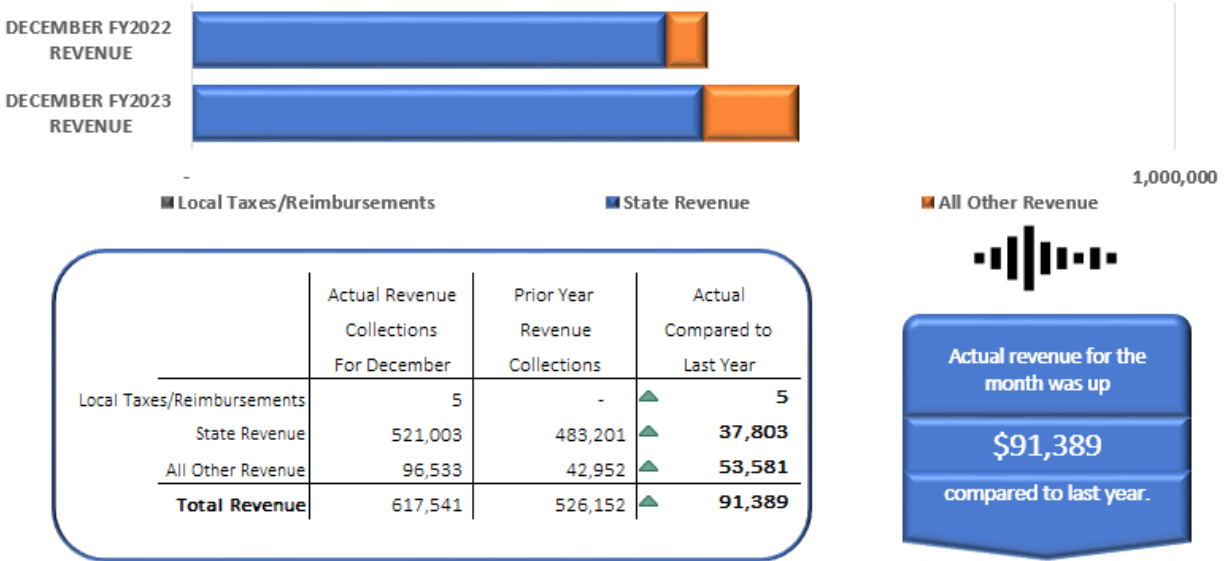 DECEMBER FY2022
REVENUE
DECEMBER FY2023
REVENUE
- 1,000,000
Local Taxes/Reimbursements State Revenue All Other Revenue
Actual Revenue Prior Year Actual
Collections Revenue Compared to
For December Collections Last Year
Local Taxes/Reimbursements 5 - 5
State Revenue 521,003 483,201 37,803
All Other Revenue 96,533 42,952 53,581
Total Revenue 617,541 526,152 91,389
Actual revenue for the
month was up
$91,389
compared to last year.